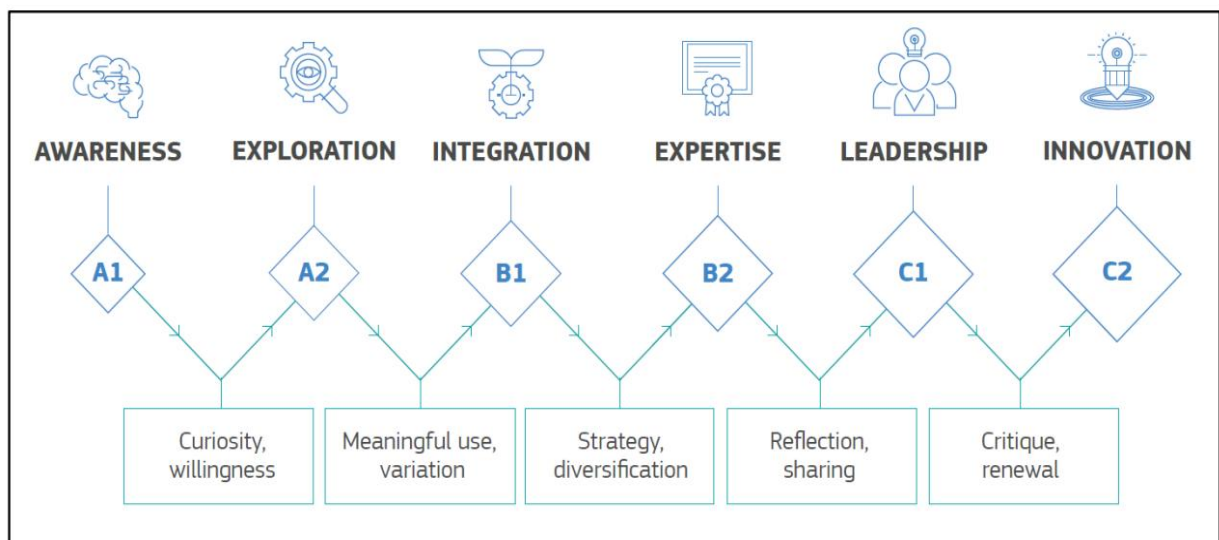 AWARENESS
EXPLORATION
INTEGRATION
EXPERTISE
LEADERSHIP
INNOVATION
A1
A2
B1
B2
C1
C2
Curiosity,
willingness
Meaningful use,
variation
Strategy,
diversification
Reflection,
sharing
Critique,
renewal